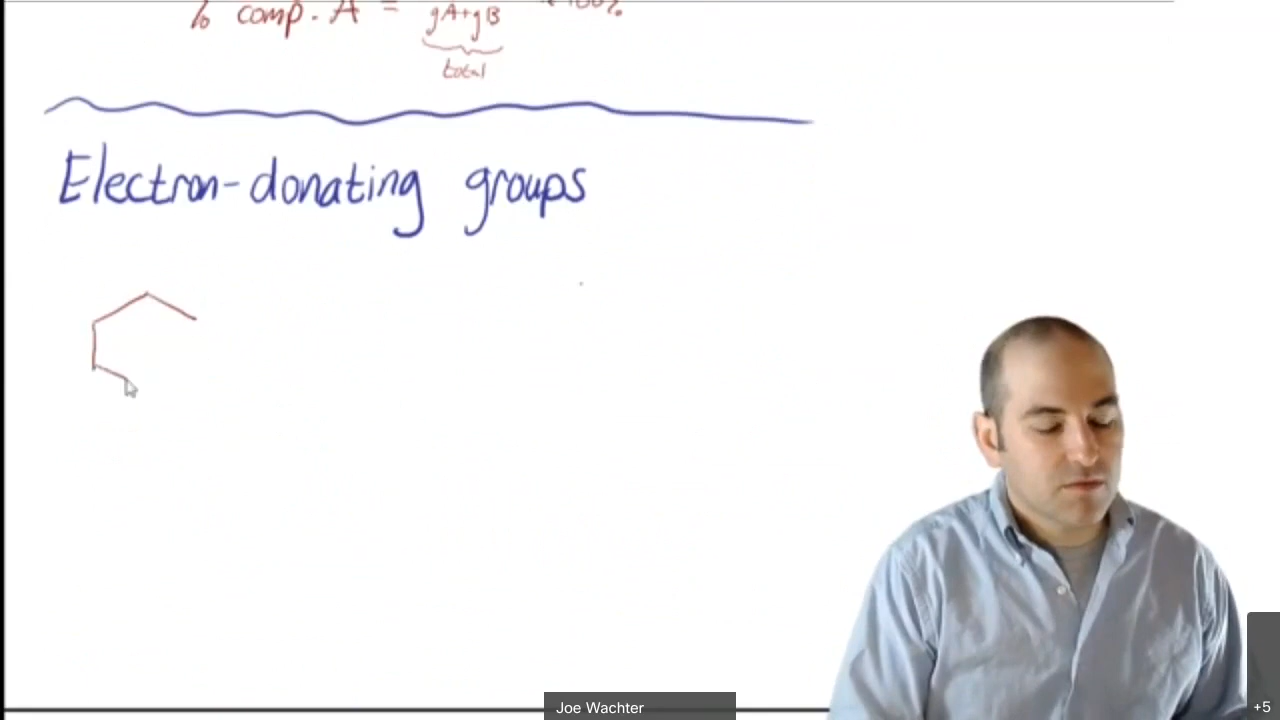 % comp. A =
gA+gB
total
Electron-donating groups
Joe Wachter
+5